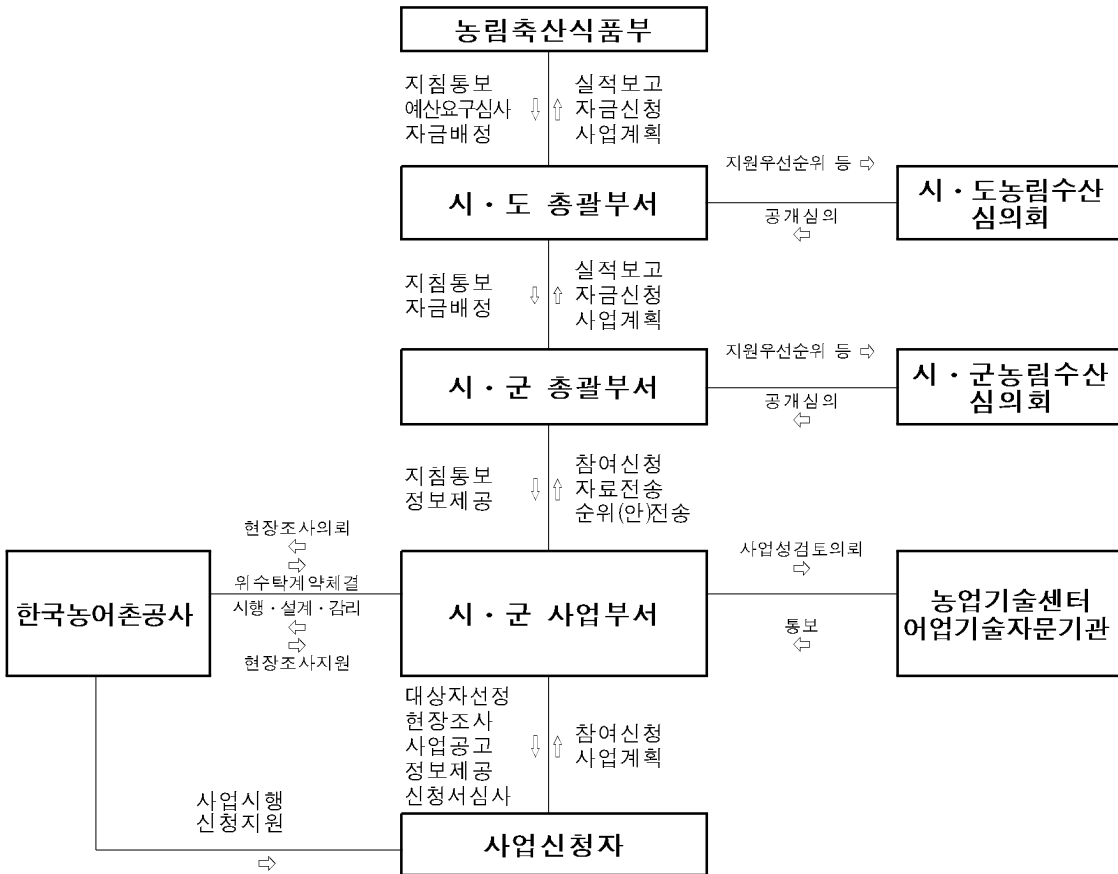 농림축산식품부
지침통보
예산요구심사
자금배정
⇩ ⇧
실적보고
자금신청
사업계획
시・도 총괄부서
지원우선순위 등 ⇨
공개심의
⇦
시・도농림수산
심의회
지침통보
자금배정
⇩ ⇧
실적보고
자금신청
사업계획
시・군 총괄부서
지원우선순위 등 ⇨
공개심의
⇦
시・군농림수산
심의회
지침통보
정보제공
⇩ ⇧
참여신청
자료전송
순위(안)전송
한국농어촌공사
현장조사의뢰
⇦
⇨
위수탁계약체결
시행・설계・감리
⇦
⇨
현장조사지원
시・군 사업부서
사업성검토의뢰
⇨
통보
⇦
농업기술센터
어업기술자문기관
대상자선정
현장조사
사업공고
정보제공
신청서심사
⇩ ⇧
참여신청
사업계획
사업시행
신청지원
⇨
사업신청자